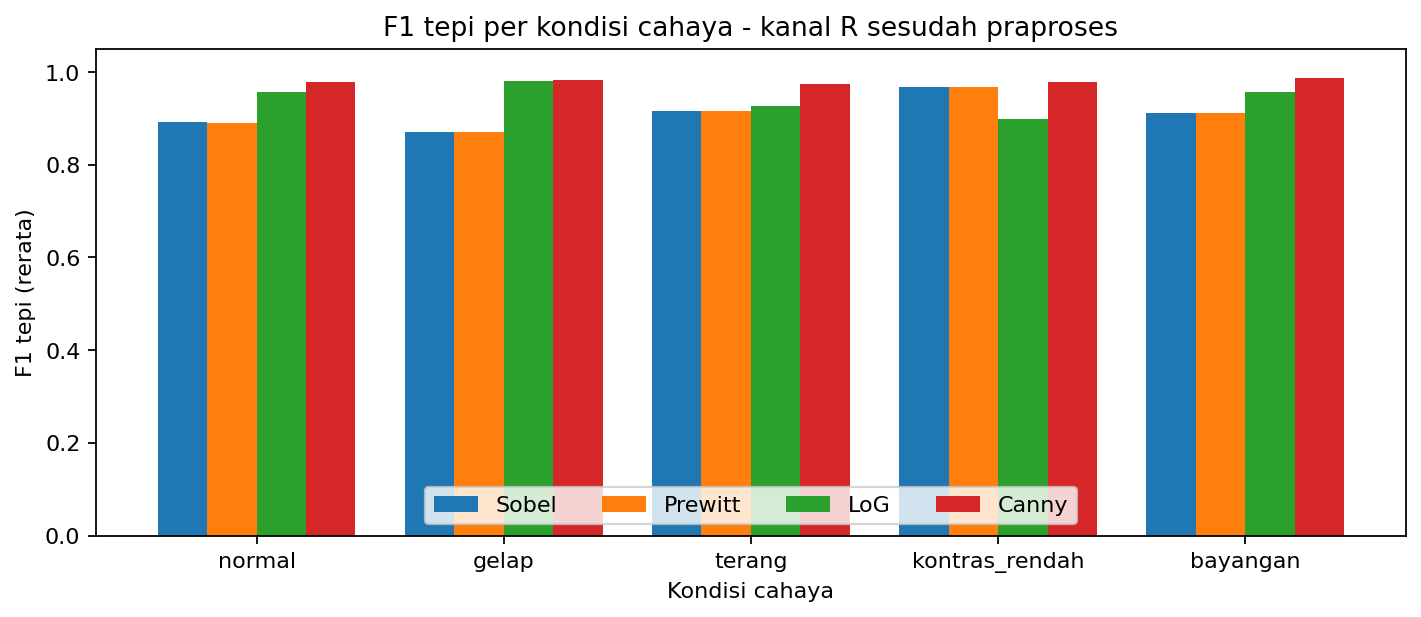 F1 tepi per kondisi cahaya - kanal R sesudah praproses
F1 tepi (rerata)
1.0
0.8
0.6
0.4
0.2
0.0
Sobel Prewitt LoG Canny
normal gelap terang kontras_rendah bayangan
Kondisi cahaya